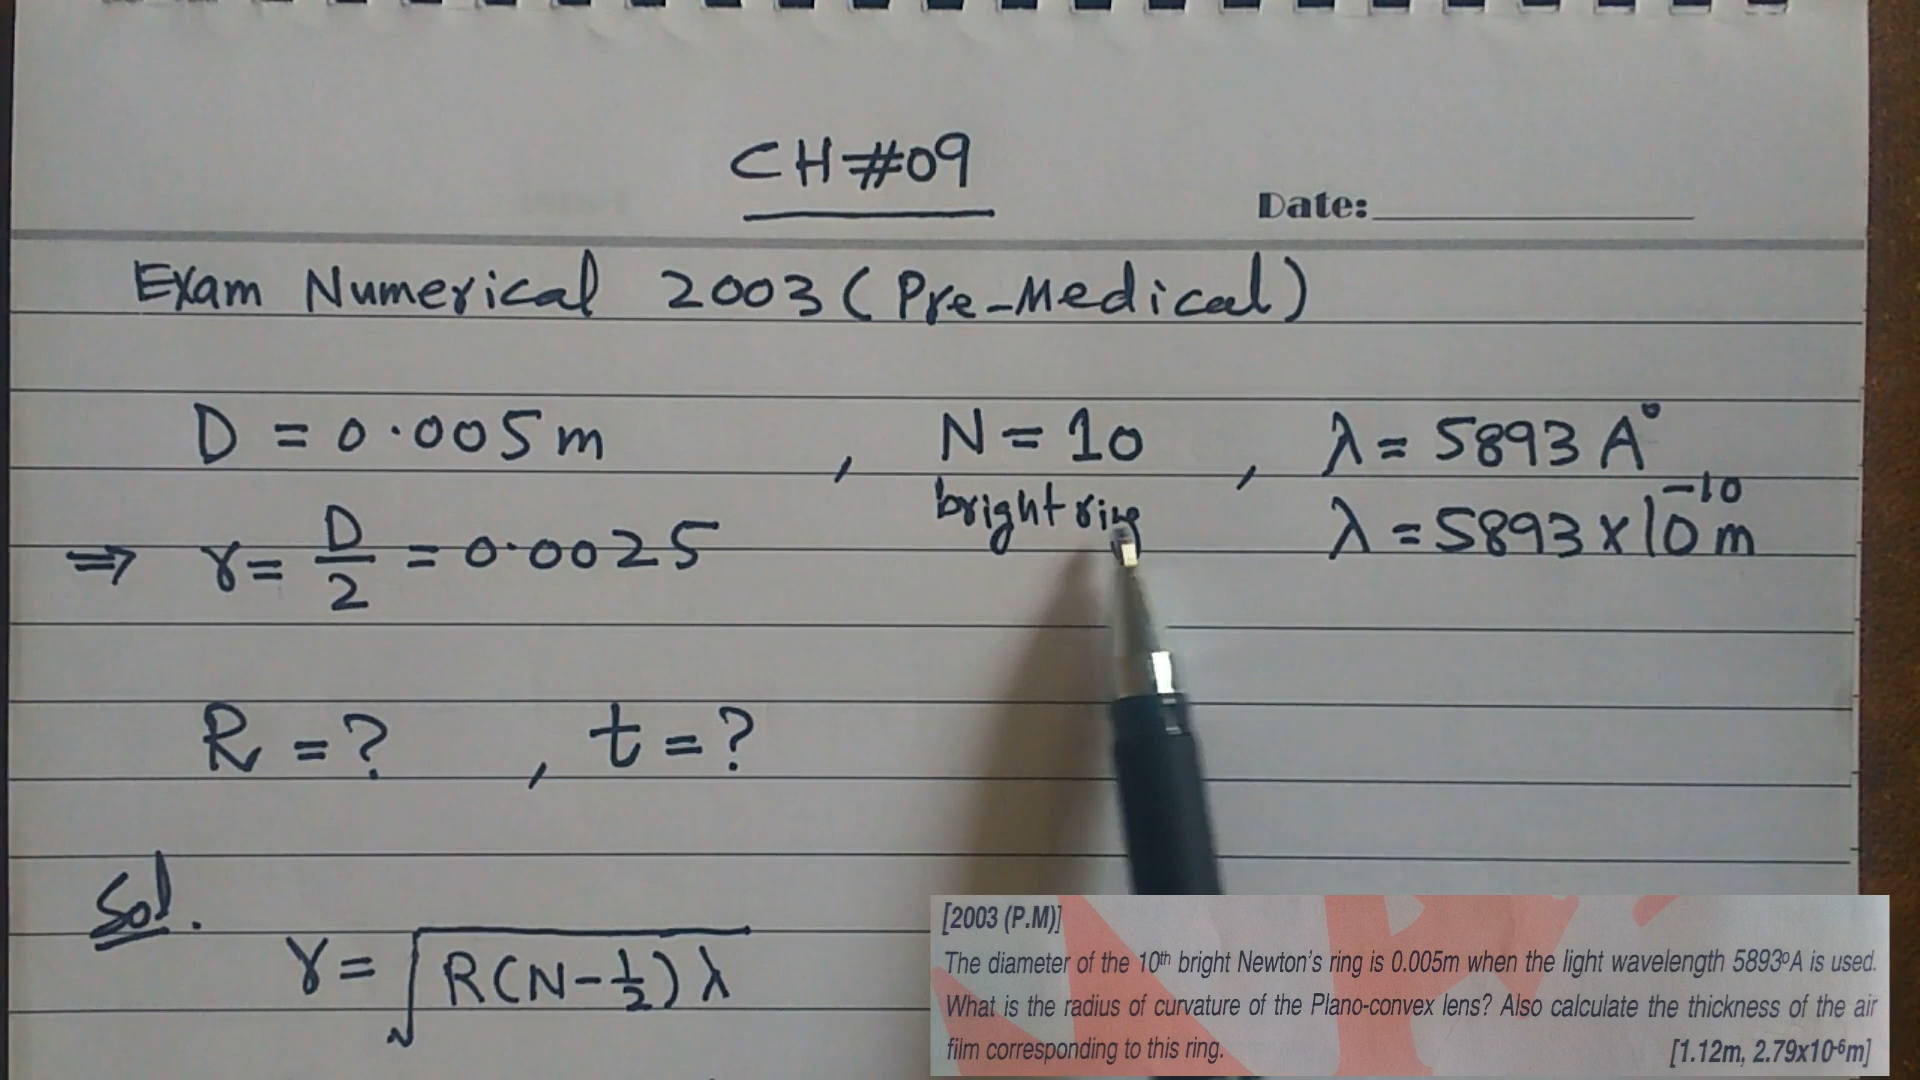 CH#09
Date:
Exam Numerical 2003 (Pre-Medical)
D = 0.005m , N = 10 , λ = 5893 A°
bright ring
⇒ r = D/2 = 0.0025 λ = 5893 x 10^-10 m
R = ? , t = ?
Sol.
r = √R(N-1/2)λ
[2003 (P.M)]
The diameter of the 10th bright Newton's ring is 0.005m when the light wavelength 5893ºA is used.
What is the radius of curvature of the Plano-convex lens? Also calculate the thickness of the air
film corresponding to this ring. [1.12m, 2.79x10-6m]